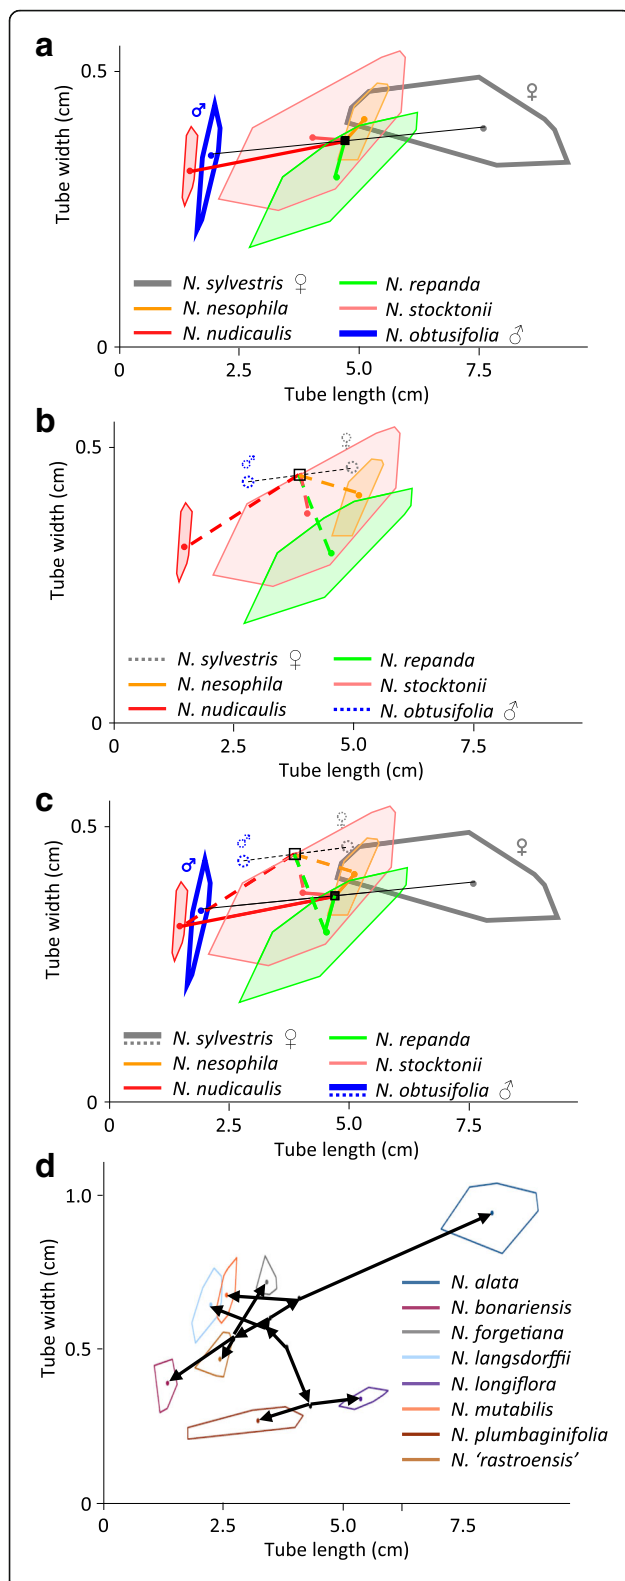 a
0.5
♂
♀
Tube width (cm)
N. sylvestris ♀
N. repanda
N. nesophila
N. stocktonii
N. nudicaulis
N. obtusifolia ♂
0
0
2.5
5.0
7.5
Tube length (cm)
b
0.5
♂
♀
Tube width (cm)
N. sylvestris ♀
N. repanda
N. nesophila
N. stocktonii
N. nudicaulis
N. obtusifolia ♂
0
0
2.5
5.0
7.5
Tube length (cm)
c
0.5
♂
♂
♀
♀
Tube width (cm)
N. sylvestris ♀
N. repanda
N. nesophila
N. stocktonii
N. nudicaulis
N. obtusifolia ♂
0
0
2.5
5.0
7.5
Tube length (cm)
d
1.0
Tube width (cm)
N. alata
N. bonariensis
N. forgetiana
0.5
N. langsdorffii
N. longiflora
N. mutabilis
N. plumbaginifolia
N. ‘rastroensis’
0
0
2.5
5.0
7.5
Tube length (cm)